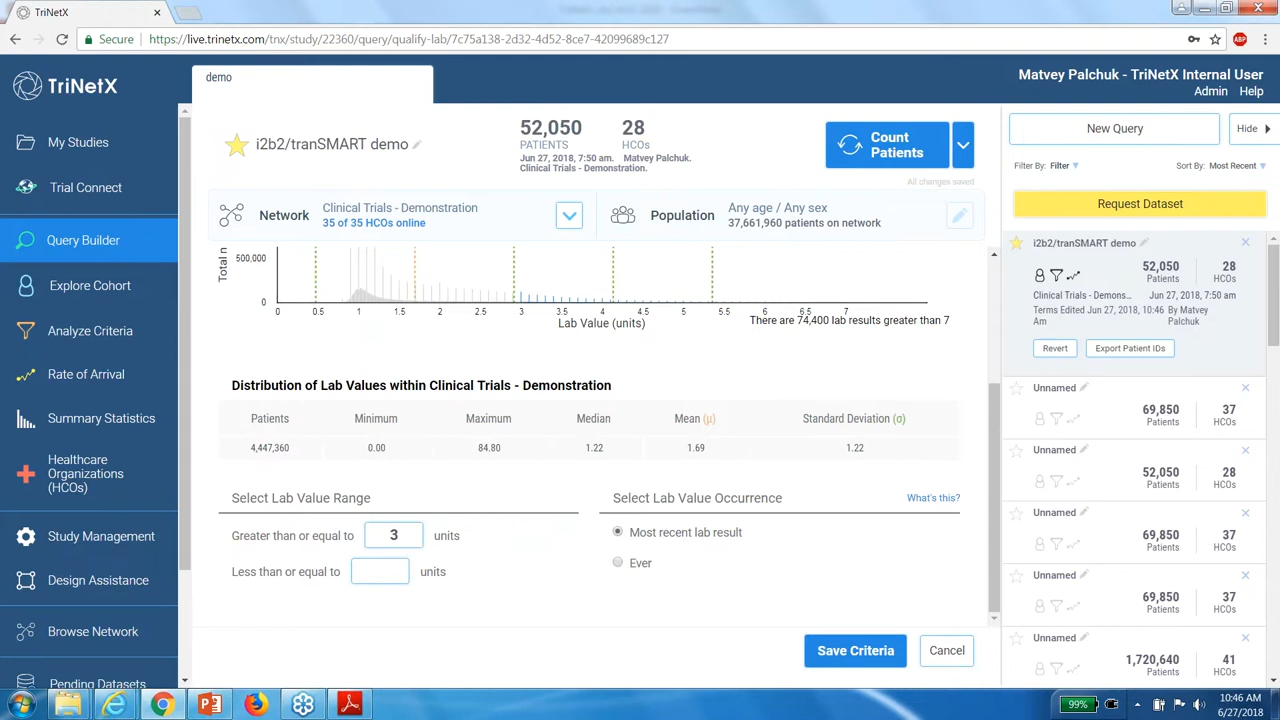 TriNetX
Secure
https://live.trinetx.com/tnx/study/22360/query/qualify-lab/7c75a138-2d32-4d52-8ce7-42099689c127
ABP
TriNetX
demo
Matvey Palchuk - TriNetX Internal User
Admin Help
My Studies
Trial Connect
Query Builder
Explore Cohort
Analyze Criteria
Rate of Arrival
Summary Statistics
Healthcare
Organizations
(HCOs)
Study Management
Design Assistance
Browse Network
Pending Datasets
i2b2/tranSMART demo
52,050
PATIENTS
28
HCOs
Jun 27, 2018, 7:50 am. Matvey Palchuk.
Clinical Trials - Demonstration.
Count
Patients
All changes saved
Network
Clinical Trials - Demonstration
35 of 35 HCOs online
Population
Any age / Any sex
37,661,960 patients on network
Total n
500,000
0
0 0.5 1 1.5 2 2.5 3 3.5 4 4.5 5 5.5 6 6.5 7
Lab Value (units)
There are 74,400 lab results greater than 7
Distribution of Lab Values within Clinical Trials - Demonstration
Patients Minimum Maximum Median Mean (μ) Standard Deviation (σ)
4,447,360 0.00 84.80 1.22 1.69 1.22
Select Lab Value Range
Greater than or equal to 3 units
Less than or equal to units
Select Lab Value Occurrence
What's this?
Most recent lab result
Ever
Save Criteria
Cancel
New Query
Hide
Filter By: Filter
Sort By: Most Recent
Request Dataset
i2b2/tranSMART demo
52,050
Patients
28
HCOs
Clinical Trials - Demons... Jun 27, 2018, 7:50 am
Terms Edited Jun 27, 2018, 10:46 By Matvey
Am Palchuk
Revert
Export Patient IDs
Unnamed
69,850 37
Patients HCOs
Unnamed
52,050 28
Patients HCOs
Unnamed
69,850 37
Patients HCOs
Unnamed
69,850 37
Patients HCOs
Unnamed
1,720,640 41
Patients HCOs
99%
10:46 AM
6/27/2018